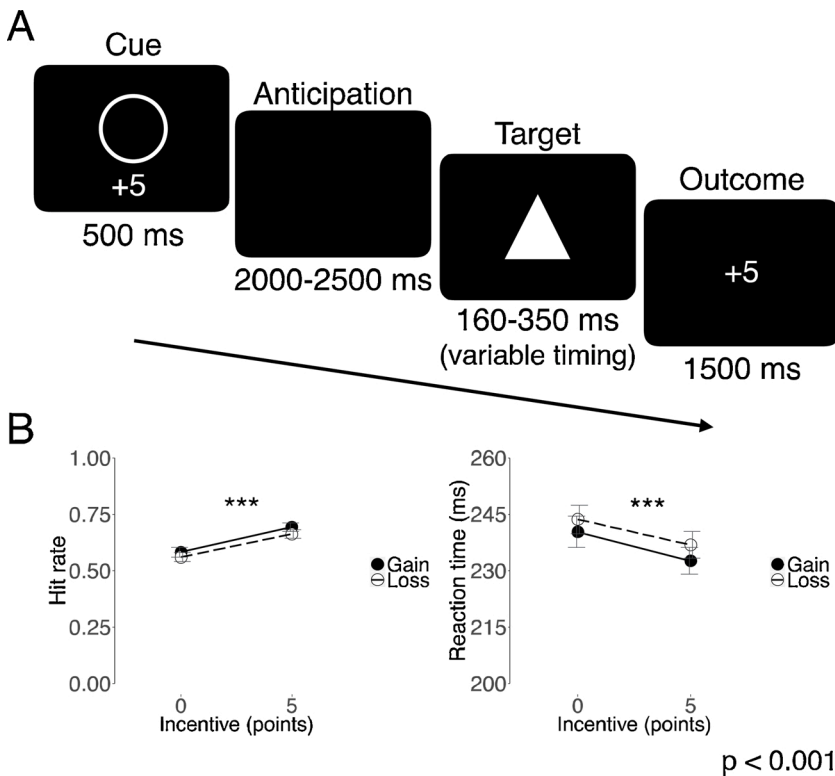 A
Cue
+5
500 ms
Anticipation
2000-2500 ms
Target
160-350 ms
(variable timing)
Outcome
+5
1500 ms
B
Hit rate
1.00
0.75
0.50
0.25
0.00
***
0
5
Incentive (points)
Gain
Loss
Reaction time (ms)
260
245
230
215
200
***
0
5
Incentive (points)
Gain
Loss
p < 0.001